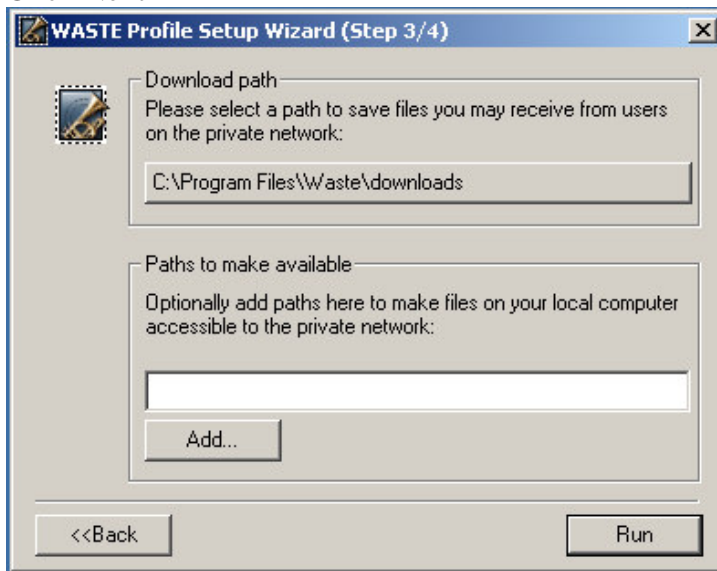 WASTE Profile Setup Wizard (Step 3/4)
Download path
Please select a path to save files you may receive from users
on the private network:
C:\Program Files\Waste\downloads
Paths to make available
Optionally add paths here to make files on your local computer
accessible to the private network:
Add...
<<Back
Run